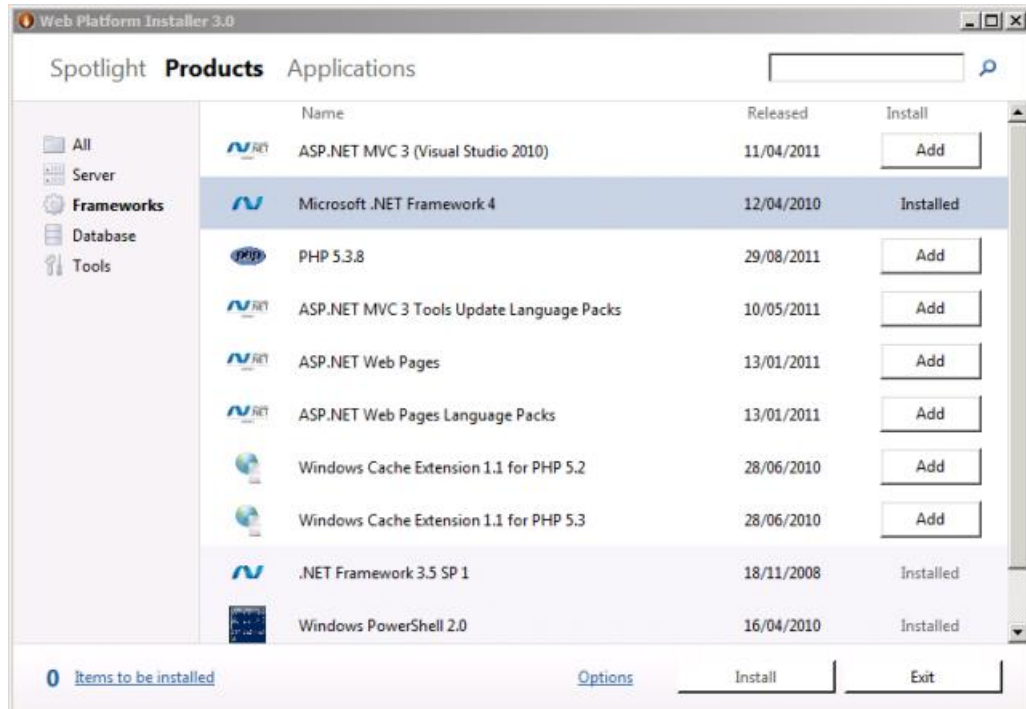 Web Platform Installer 3.0
Spotlight Products Applications
Name Released Install
All
Server
Frameworks
Database
Tools
ASP.NET MVC 3 (Visual Studio 2010) 11/04/2011 Add
Microsoft .NET Framework 4 12/04/2010 Installed
php PHP 5.3.8 29/08/2011 Add
ASP.NET MVC 3 Tools Update Language Packs 10/05/2011 Add
ASP.NET Web Pages 13/01/2011 Add
ASP.NET Web Pages Language Packs 13/01/2011 Add
Windows Cache Extension 1.1 for PHP 5.2 28/06/2010 Add
Windows Cache Extension 1.1 for PHP 5.3 28/06/2010 Add
.NET Framework 3.5 SP 1 18/11/2008 Installed
Windows PowerShell 2.0 16/04/2010 Installed
0 Items to be installed Options Install Exit